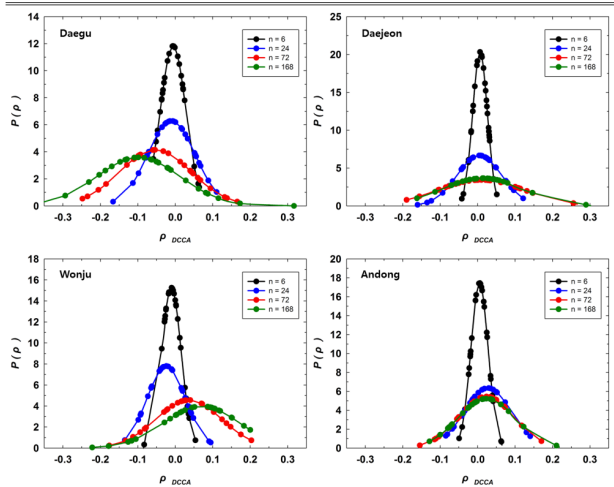 Daegu
n = 6
n = 24
n = 72
n = 168
14
12
10
8
6
4
2
0
P ( ρ )
-0.3 -0.2 -0.1 0.0 0.1 0.2 0.3
ρ DCCA
Daejeon
n = 6
n = 24
n = 72
n = 168
25
20
15
10
5
0
P ( ρ )
-0.3 -0.2 -0.1 0.0 0.1 0.2 0.3
ρ DCCA
Wonju
n = 6
n = 24
n = 72
n = 168
18
16
14
12
10
8
6
4
2
0
P ( ρ )
-0.3 -0.2 -0.1 0.0 0.1 0.2 0.3
ρ DCCA
Andong
n = 6
n = 24
n = 72
n = 168
20
18
16
14
12
10
8
6
4
2
0
P ( ρ )
-0.3 -0.2 -0.1 0.0 0.1 0.2 0.3
ρ DCCA